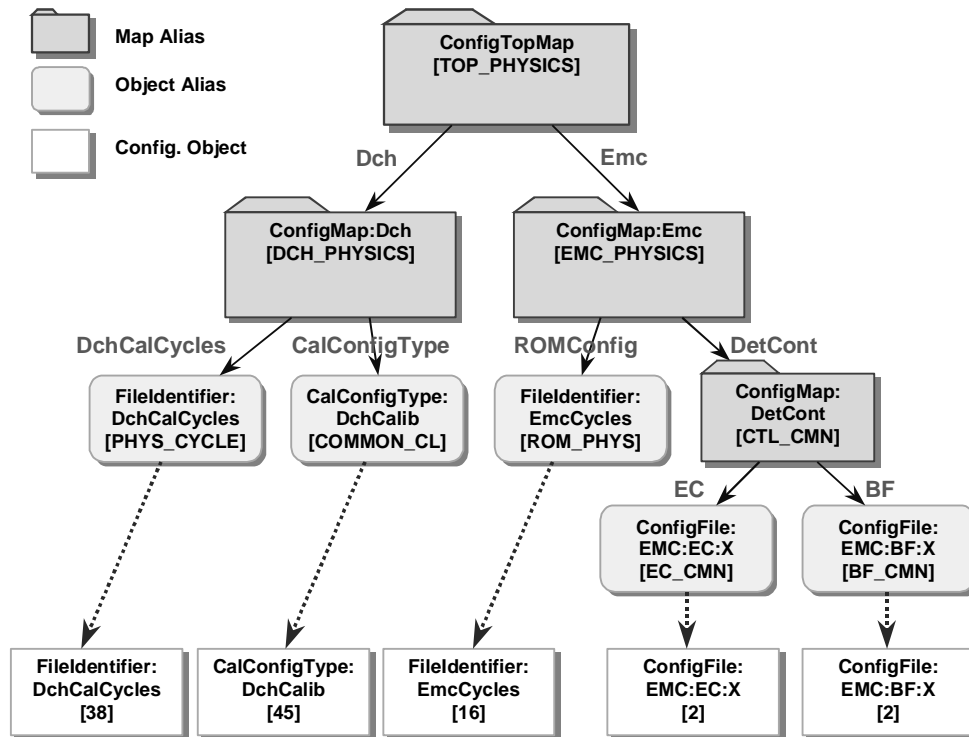 Map Alias
Object Alias
Config. Object
ConfigTopMap
[TOP_PHYSICS]
Dch
Emc
ConfigMap:Dch
[DCH_PHYSICS]
ConfigMap:Emc
[EMC_PHYSICS]
DchCalCycles
CalConfigType
ROMConfig
DetCont
FileIdentifier:
DchCalCycles
[PHYS_CYCLE]
CalConfigType:
DchCalib
[COMMON_CL]
FileIdentifier:
EmcCycles
[ROM_PHYS]
ConfigMap:
DetCont
[CTL_CMN]
EC
BF
ConfigFile:
EMC:EC:X
[EC_CMN]
ConfigFile:
EMC:BF:X
[BF_CMN]
FileIdentifier:
DchCalCycles
[38]
CalConfigType:
DchCalib
[45]
FileIdentifier:
EmcCycles
[16]
ConfigFile:
EMC:EC:X
[2]
ConfigFile:
EMC:BF:X
[2]